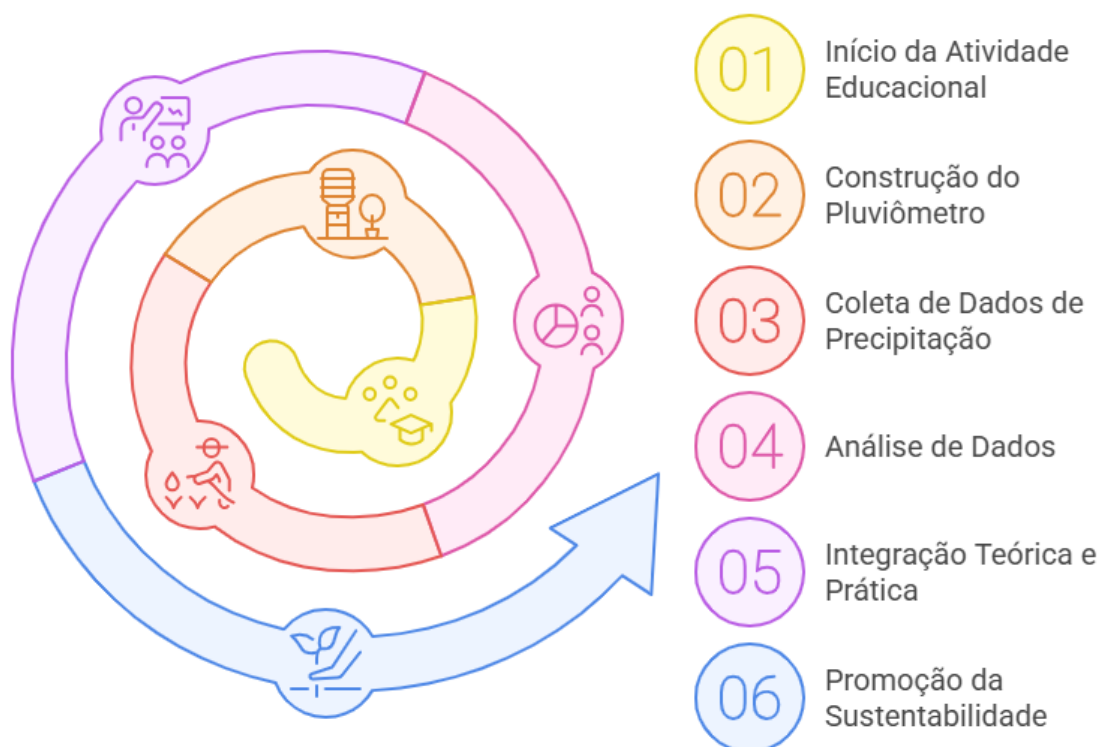 01
Início da Atividade
Educacional
02
Construção do
Pluviômetro
03
Coleta de Dados de
Precipitação
04
Análise de Dados
05
Integração Teórica e
Prática
06
Promoção da
Sustentabilidade